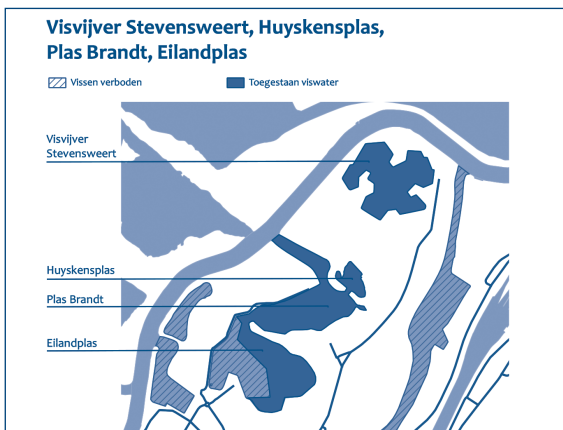 Visvijver Stevensweert, Huyskensplas,
Plas Brandt, Eilandplas
Vissen verboden
Toegestaan viswater
Visvijver
Stevensweert
Huyskensplas
Plas Brandt
Eilandplas